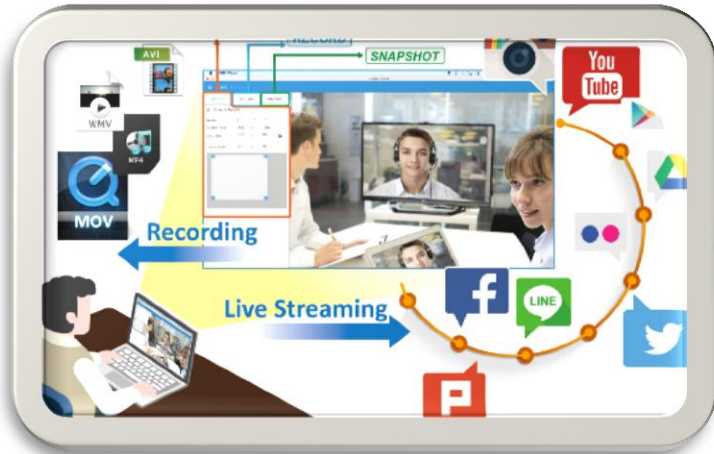 RECORD
SNAPSHOT
AVI
You
Tube
WMV
MP4
MOV
Recording
Live Streaming
LINE